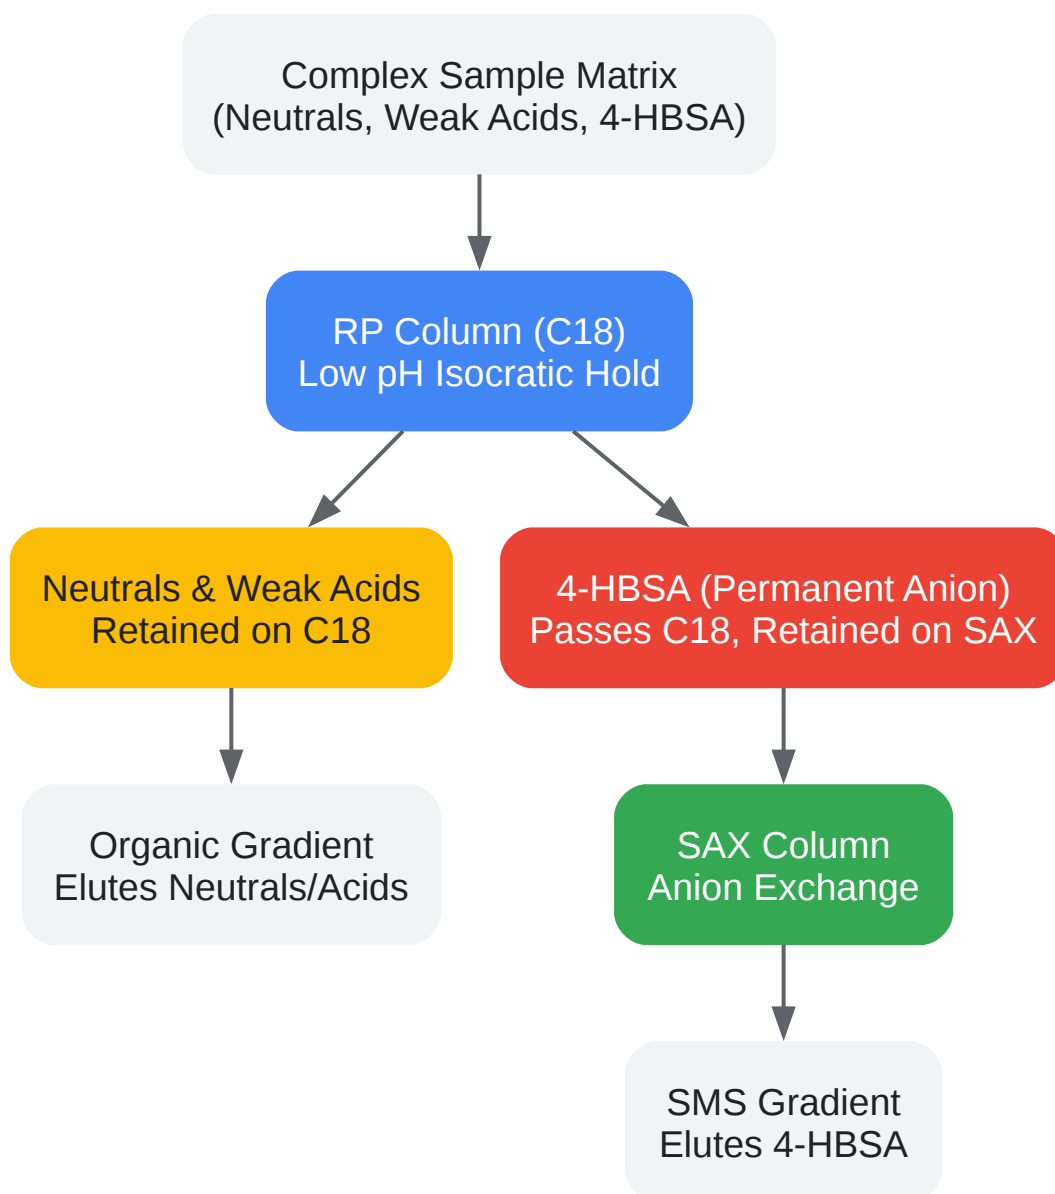 Complex Sample Matrix
(Neutrals, Weak Acids, 4-HBSA)
RP Column (C18)
Low pH Isocratic Hold
Neutrals & Weak Acids
Retained on C18
4-HBSA (Permanent Anion)
Passes C18, Retained on SAX
Organic Gradient
Elutes Neutrals/Acids
SAX Column
Anion Exchange
SMS Gradient
Elutes 4-HBSA